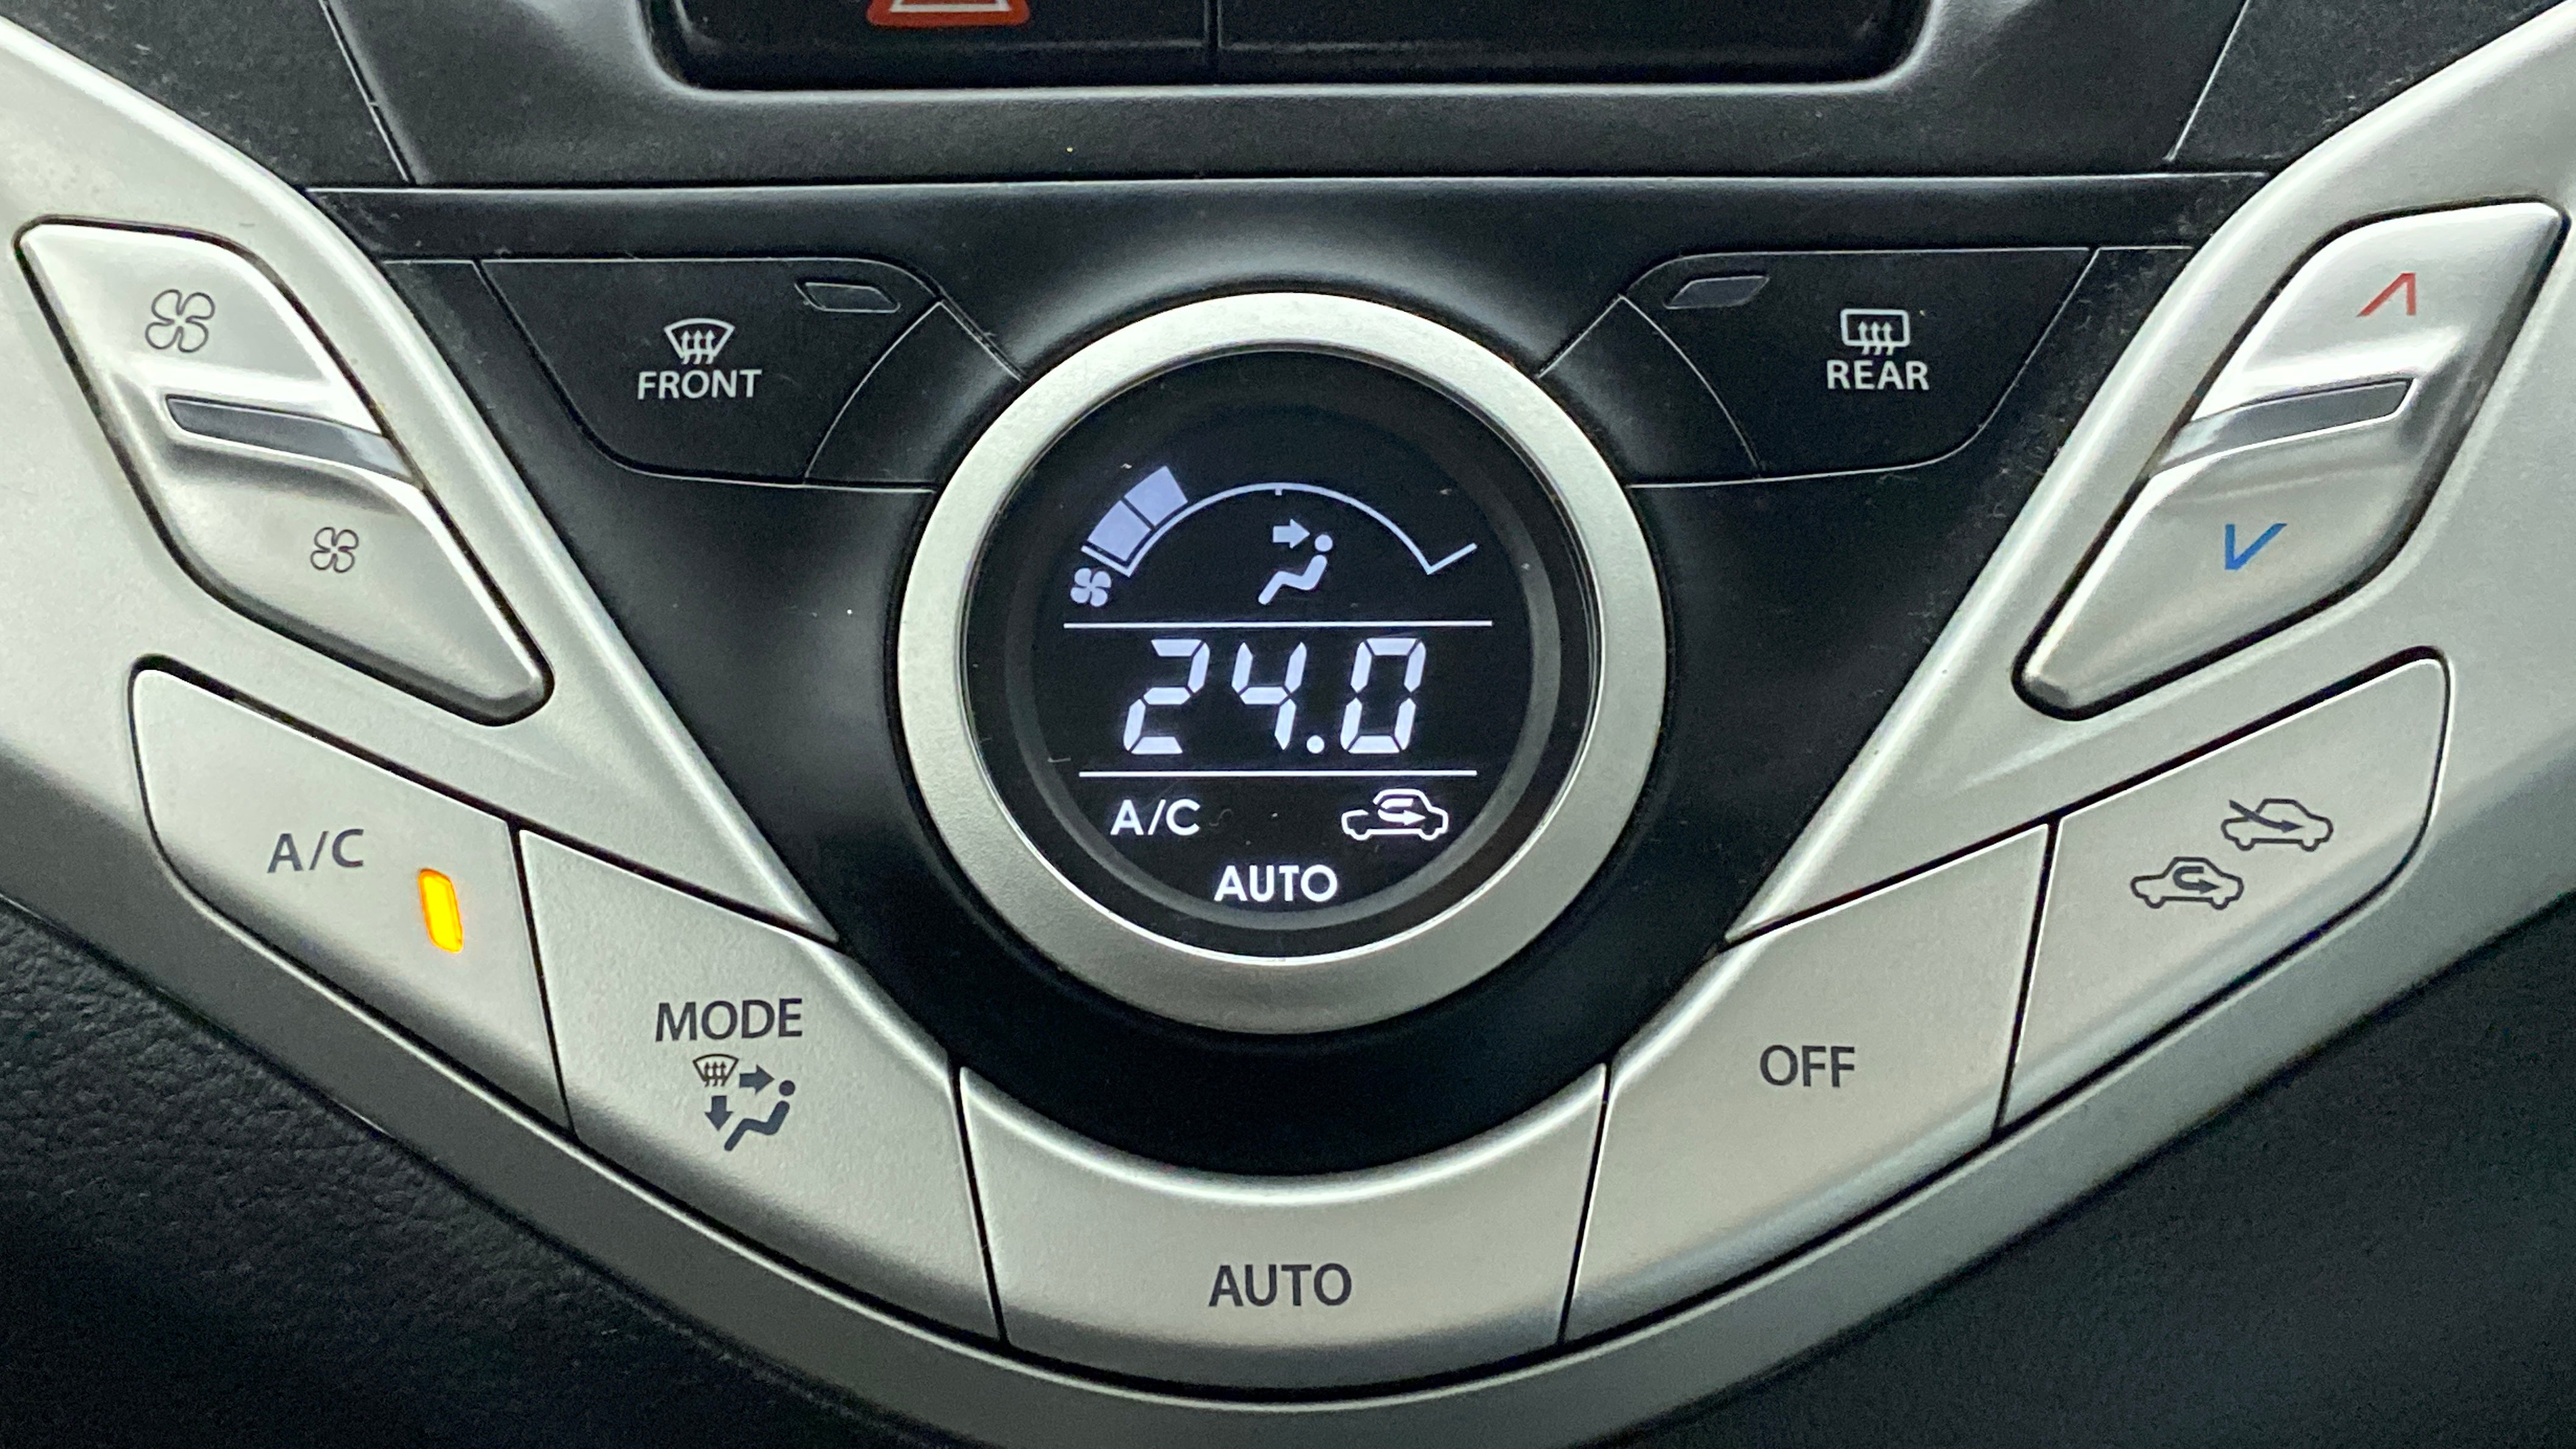 FRONT
REAR
24.0
A/C
AUTO
A/C
MODE
OFF
AUTO